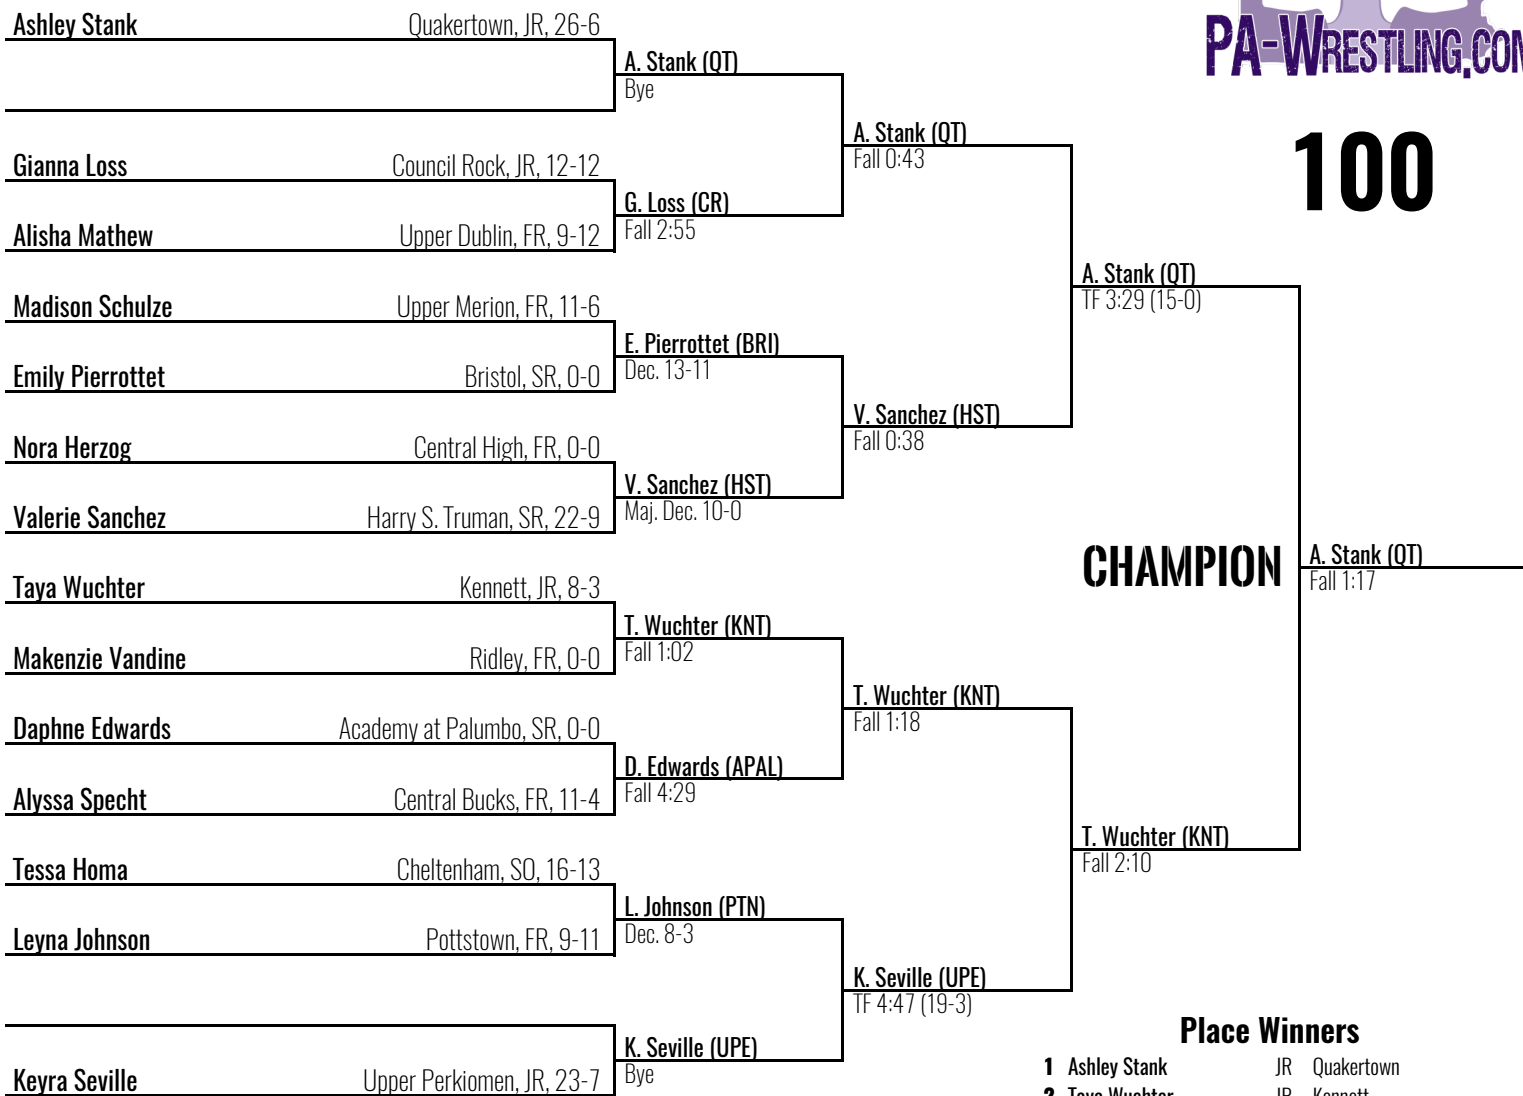 PA-WRESTLING.COM
100
Ashley Stank Quakertown, JR, 26-6
A. Stank (QT)
Bye
A. Stank (QT)
Fall 0:43
Gianna Loss Council Rock, JR, 12-12
G. Loss (CR)
Fall 2:55
Alisha Mathew Upper Dublin, FR, 9-12
A. Stank (QT)
TF 3:29 (15-0)
Madison Schulze Upper Merion, FR, 11-6
E. Pierrottet (BRI)
Dec. 13-11
Emily Pierrottet Bristol, SR, 0-0
V. Sanchez (HST)
Fall 0:38
Nora Herzog Central High, FR, 0-0
V. Sanchez (HST)
Maj. Dec. 10-0
Valerie Sanchez Harry S. Truman, SR, 22-9
CHAMPION
A. Stank (QT)
Fall 1:17
Taya Wuchter Kennett, JR, 8-3
T. Wuchter (KNT)
Fall 1:02
Makenzie Vandine Ridley, FR, 0-0
T. Wuchter (KNT)
Fall 1:18
Daphne Edwards Academy at Palumbo, SR, 0-0
D. Edwards (APAL)
Fall 4:29
Alyssa Specht Central Bucks, FR, 11-4
T. Wuchter (KNT)
Fall 2:10
Tessa Homa Cheltenham, SO, 16-13
L. Johnson (PTN)
Dec. 8-3
Leyna Johnson Pottstown, FR, 9-11
K. Seville (UPE)
TF 4:47 (19-3)
K. Seville (UPE)
Bye
Keyra Seville Upper Perkiomen, JR, 23-7
Place Winners
1 Ashley Stank JR Quakertown
2 Taya Wuchter JR Kennett